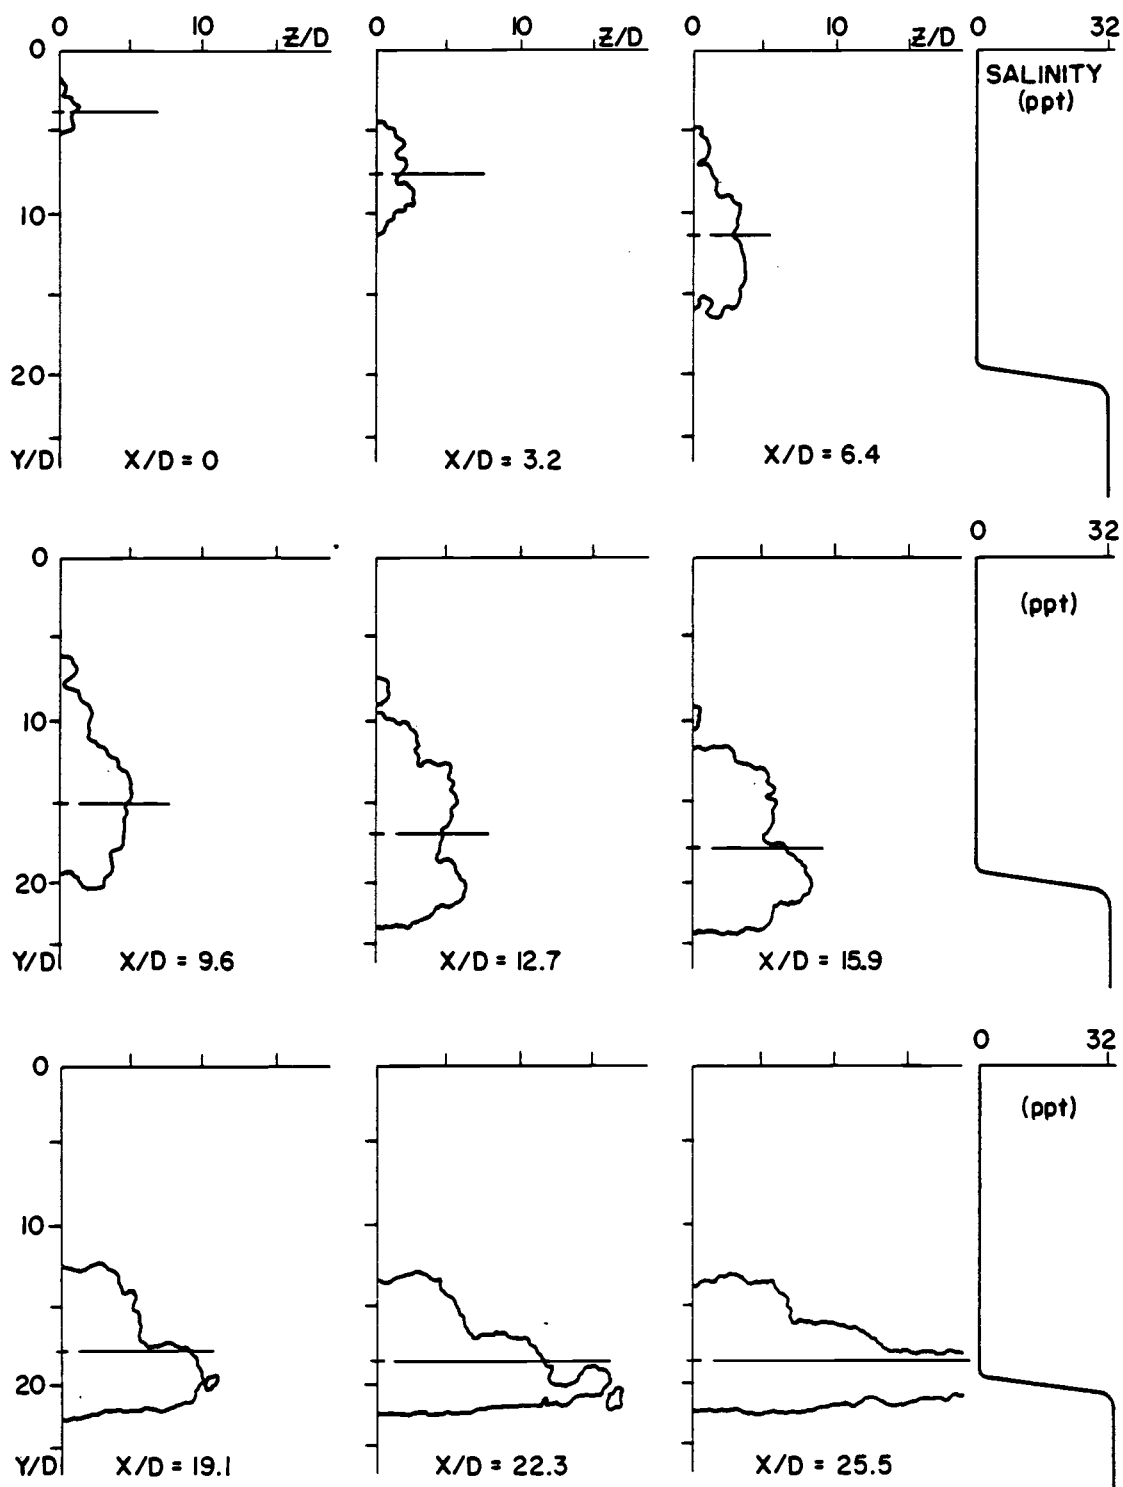 0 10 Z/D 10 Z/D 0 10 Z/D 0 32
0
SALINITY
(ppt)
10
20
Y/D X/D = 0 X/D = 3.2 X/D = 6.4
0 32
0
(ppt)
10
20
Y/D X/D = 9.6 X/D = 12.7 X/D = 15.9
0 32
0
(ppt)
10
20
Y/D X/D = 19.1 X/D = 22.3 X/D = 25.5